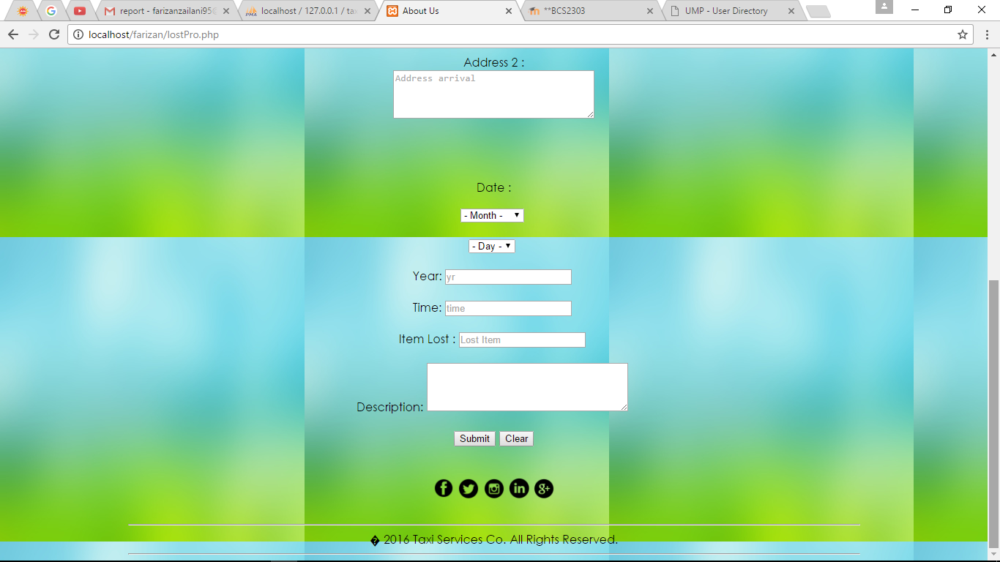 report - farizanzailani95@
localhost / 127.0.0.1 / ta
About Us
**BCS2303
UMP - User Directory
localhost/farizan/lostPro.php
Address 2 :
Address arrival
Date :
- Month -
- Day -
Year: yr
Time: time
Item Lost : Lost Item
Description:
Submit Clear
� 2016 Taxi Services Co. All Rights Reserved.